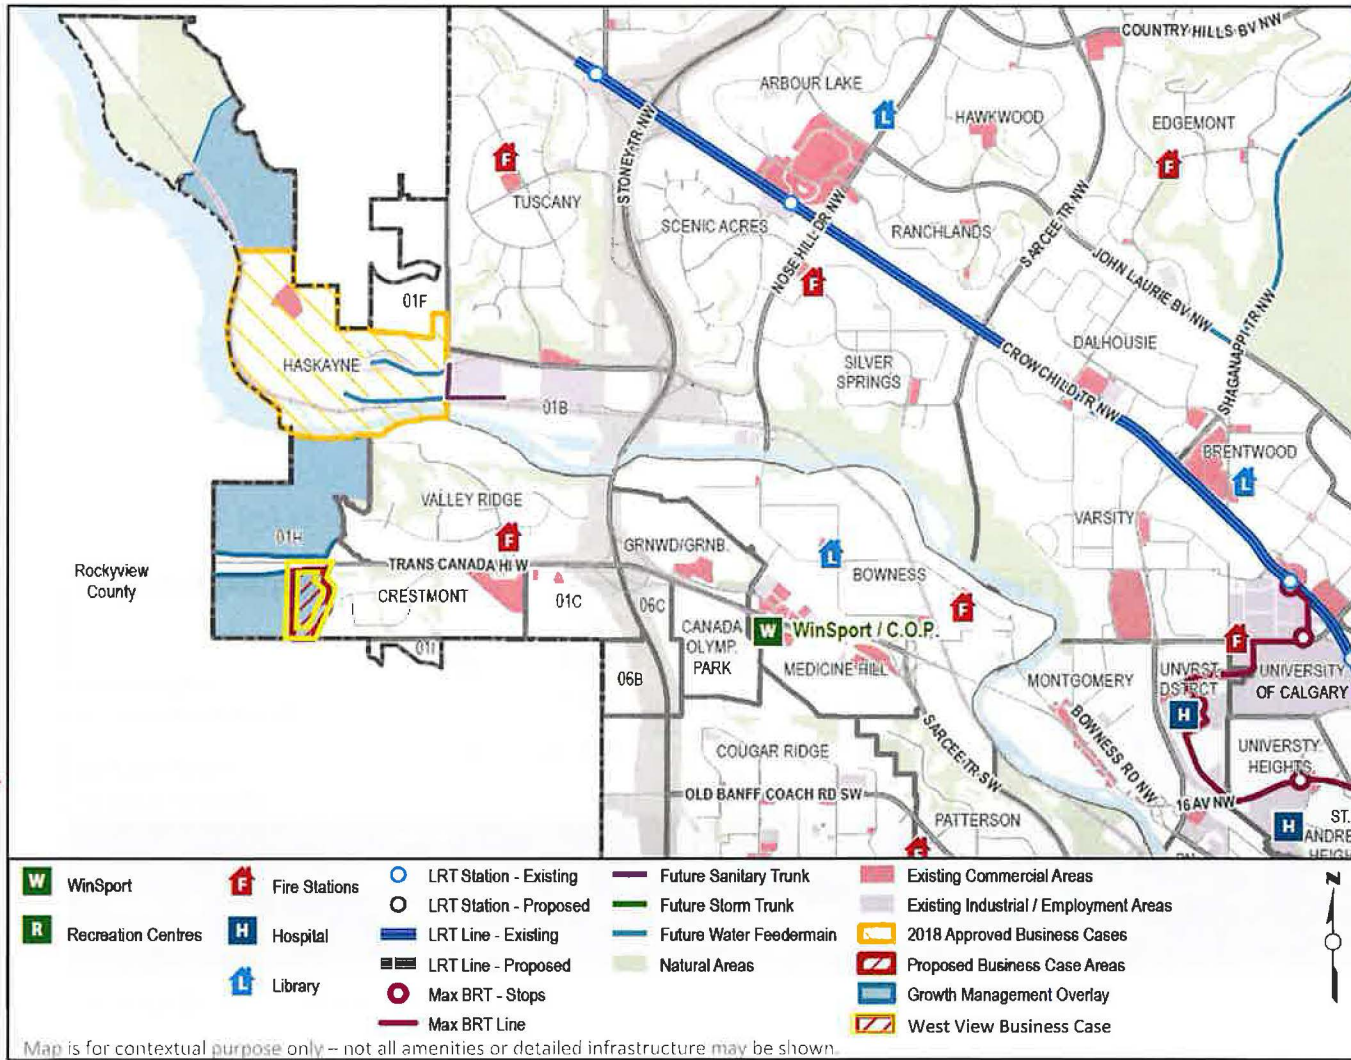 COUNTRY HILLS BV NW
ARBOUR LAKE
L
HAWKWOOD
EDGEMONT
F
F
STONEY TR NW
TUSCANY
SCENIC ACRES
NOSE HILL DR NW
RANCHLANDS
SARCEE TR NW
JOHN LAURIE BV NW
SHAGANAPPI TR NW
F
01F
HASKAYNE
DALHOUSIE
CROWCHILD TR NW
SILVER
SPRINGS
01B
BRENTWOOD
L
VALLEY RIDGE
VARSITY
F
01H
GRNWD/GRNB.
L
BOWNESS
TRANS CANADA HI W
Rockyview
County
CRESTMONT
01C
06C
F
CANADA
OLYMP.
PARK
W
WinSport / C.O.P.
F
01I
06B
MEDICINE HILL
MONTGOMERY
UNVRST
DSTRCT
UNIVERSITY
OF CALGARY
H
BOWNESS RD NW
SARCEE TR SW
COUGAR RIDGE
UNIVERSTY
HEIGHTS
OLD BANFF COACH RD SW
16 AV NW
PATTERSON
H
ST.
ANDRE
HEIGH
F
W WinSport
R Recreation Centres
F Fire Stations
H Hospital
L Library
LRT Station - Existing
LRT Station - Proposed
LRT Line - Existing
LRT Line - Proposed
Max BRT - Stops
Max BRT Line
Future Sanitary Trunk
Future Storm Trunk
Future Water Feedermain
Natural Areas
Existing Commercial Areas
Existing Industrial / Employment Areas
2018 Approved Business Cases
Proposed Business Case Areas
Growth Management Overlay
West View Business Case
N
Map is for contextual purpose only – not all amenities or detailed infrastructure may be shown.